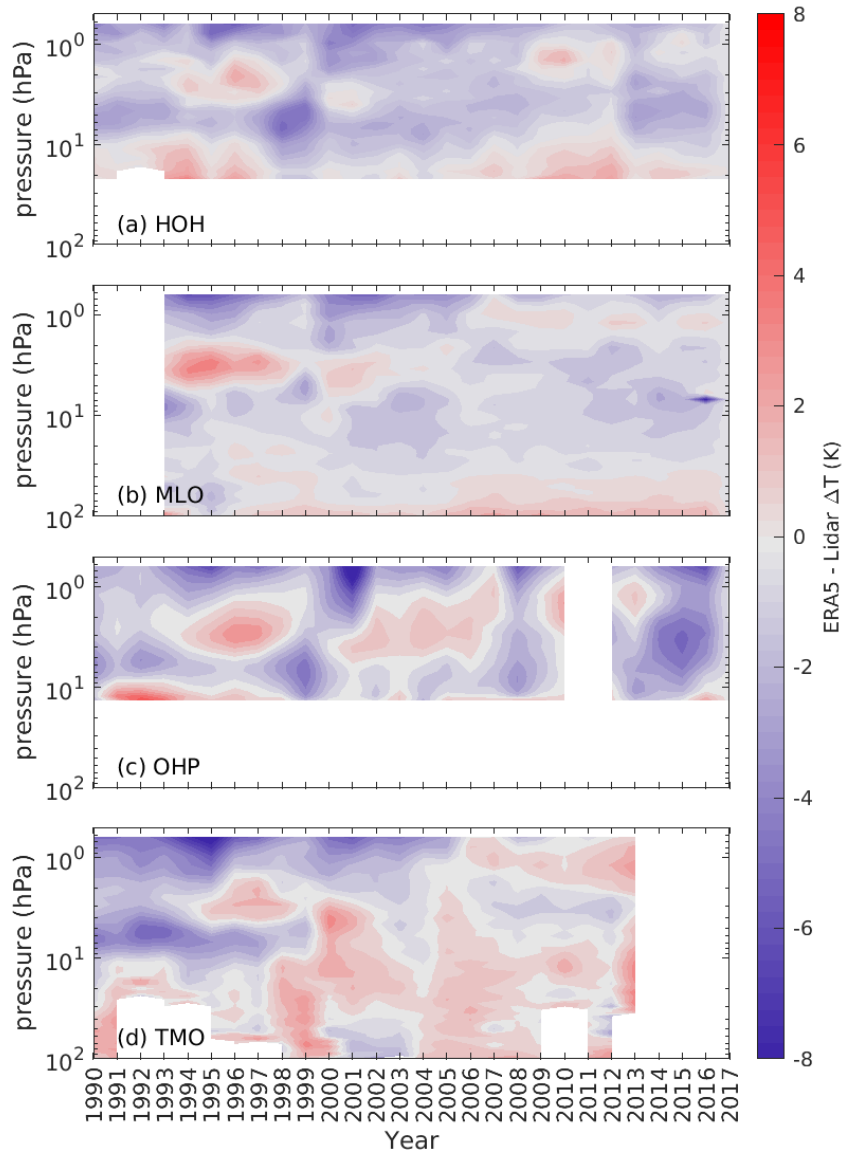 pressure (hPa)
10⁰
10¹
10²
(a) HOH
pressure (hPa)
10⁰
10¹
10²
(b) MLO
pressure (hPa)
10⁰
10¹
10²
(c) OHP
pressure (hPa)
10⁰
10¹
10²
(d) TMO
1990 1991 1992 1993 1994 1995 1996 1997 1998 1999 2000 2001 2002 2003 2004 2005 2006 2007 2008 2009 2010 2011 2012 2013 2014 2015 2016 2017
Year
8
6
4
2
0
-2
-4
-6
-8
ERA5 - Lidar ΔT (K)